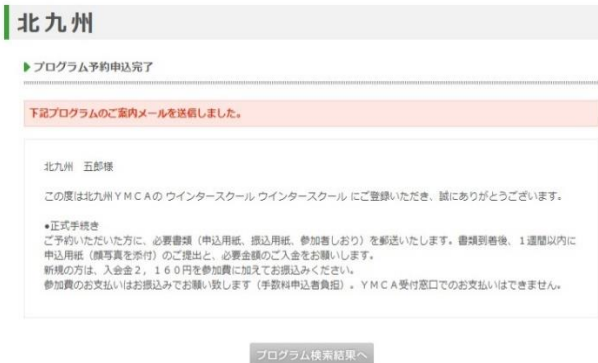 北九州
プログラム予約申込完了
下記プログラムのご案内メールを送信しました。
北九州 五郎様
この度は北九州YMCAの ウインタースクール ウインタースクール にご登録いただき、誠にありがとうございます。
●正式手続き
ご予約いただいた方に、必要書類（申込用紙、振込用紙、参加者しおり）を郵送いたします。書類到着後、1週間以内に
申込用紙（顔写真を添付）のご提出と、必要金額のご入金をお願いします。
新規の方は、入会金2，160円を参加費に加えてお振込みください。
参加費のお支払いはお振込みでお願い致します（手数料申込者負担）。YMCA受付窓口でのお支払いはできません。
プログラム検索結果へ